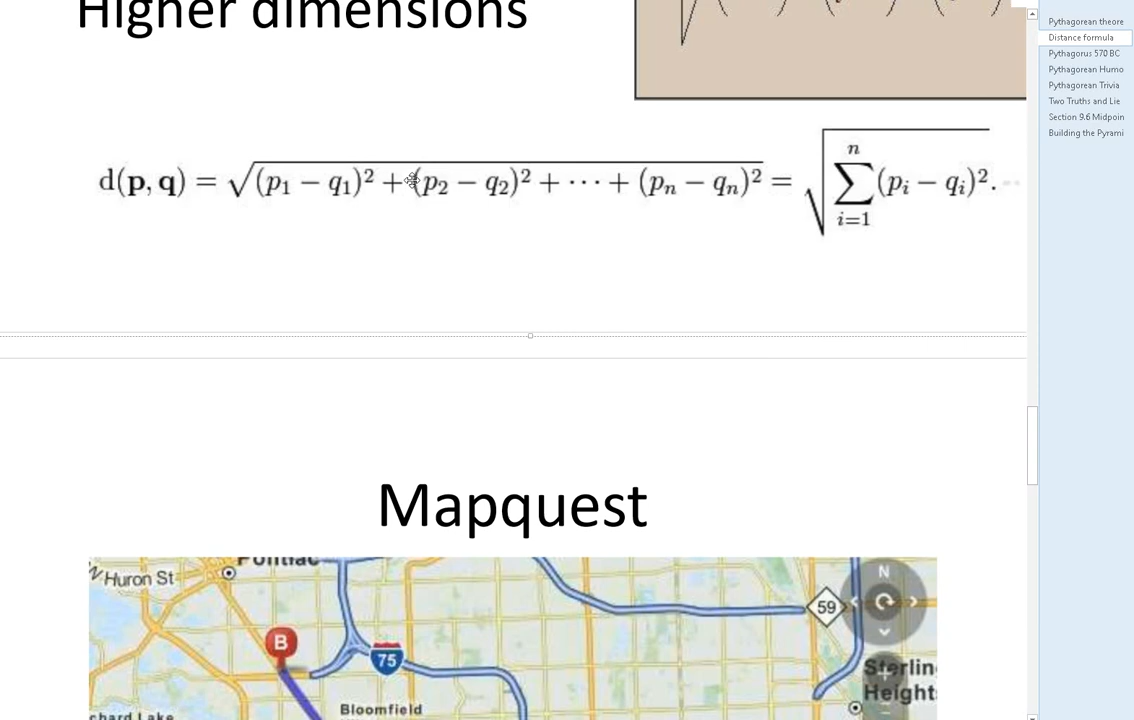 Higher dimensions
d(p, q) = √(p₁ − q₁)² + (p₂ − q₂)² + ⋯ + (pₙ − qₙ)² = √∑ⁿᵢ₌₁(pᵢ − qᵢ)².
Mapquest
Pontiac
W Huron St
59
N
B
75
Sterlin
Height
Bloomfield
chard Lake
Pythagorean theore
Distance formula
Pythagorus 570 BC
Pythagorean Humo
Pythagorean Trivia
Two Truths and Lie
Section 9.6 Midpoin
Building the Pyrami